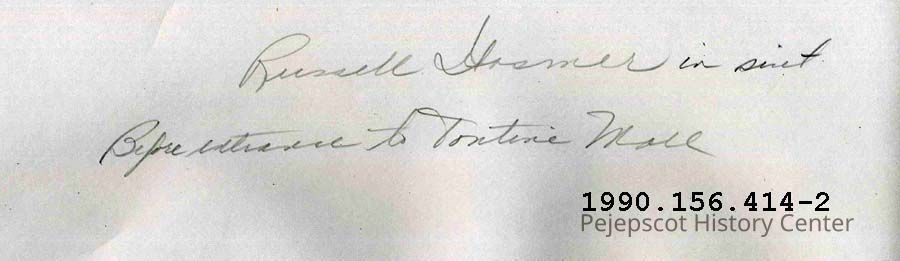 Russell Hosmer in suit
Before entrance to Tontine Mall
1990.156.414-2
Pejepscot History Center